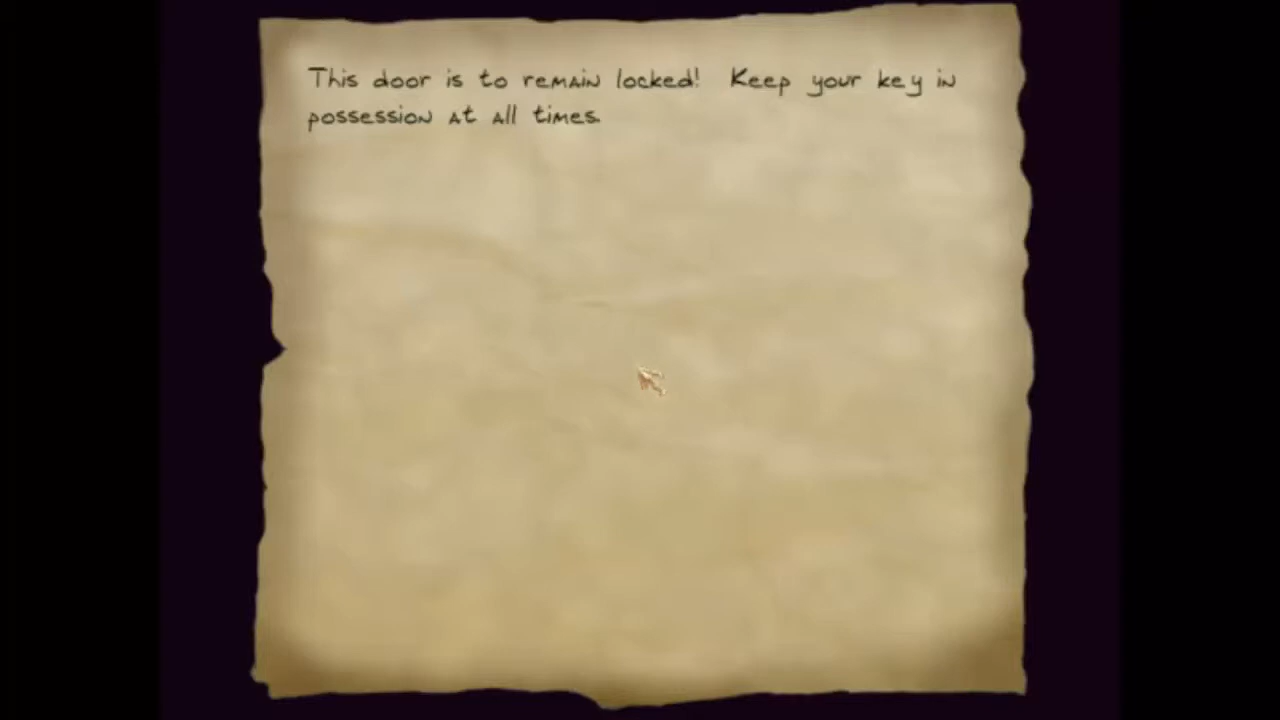 This door is to remain locked!  Keep your key in
possession at all times.